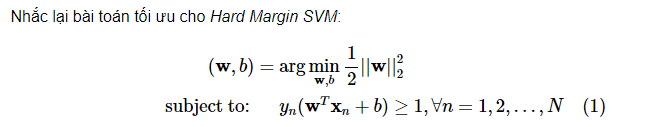 Nhắc lại bài toán tối ưu cho Hard Margin SVM:
(w, b) = arg min_{w,b} \frac{1}{2}||w||_2^2
subject to: y_n(w^T x_n + b) ≥ 1, ∀n = 1, 2, …, N (1)